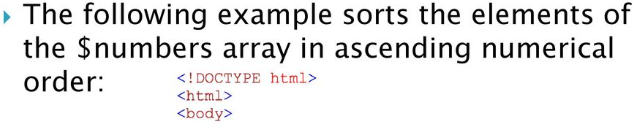 The following example sorts the elements of
the $numbers array in ascending numerical
order:
<!DOCTYPE html>
<html>
<body>